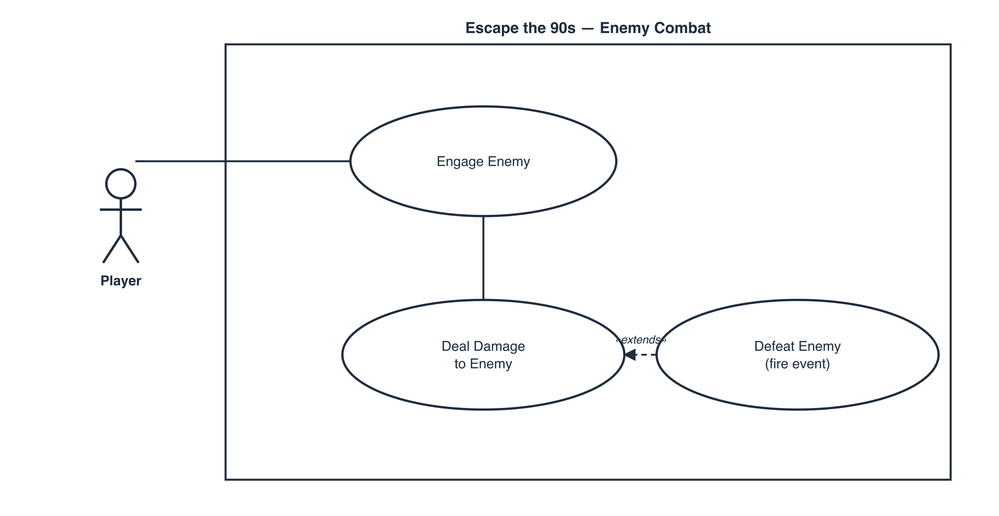 Escape the 90s — Enemy Combat
Engage Enemy
Player
«extends»
Deal Damage
to Enemy
Defeat Enemy
(fire event)